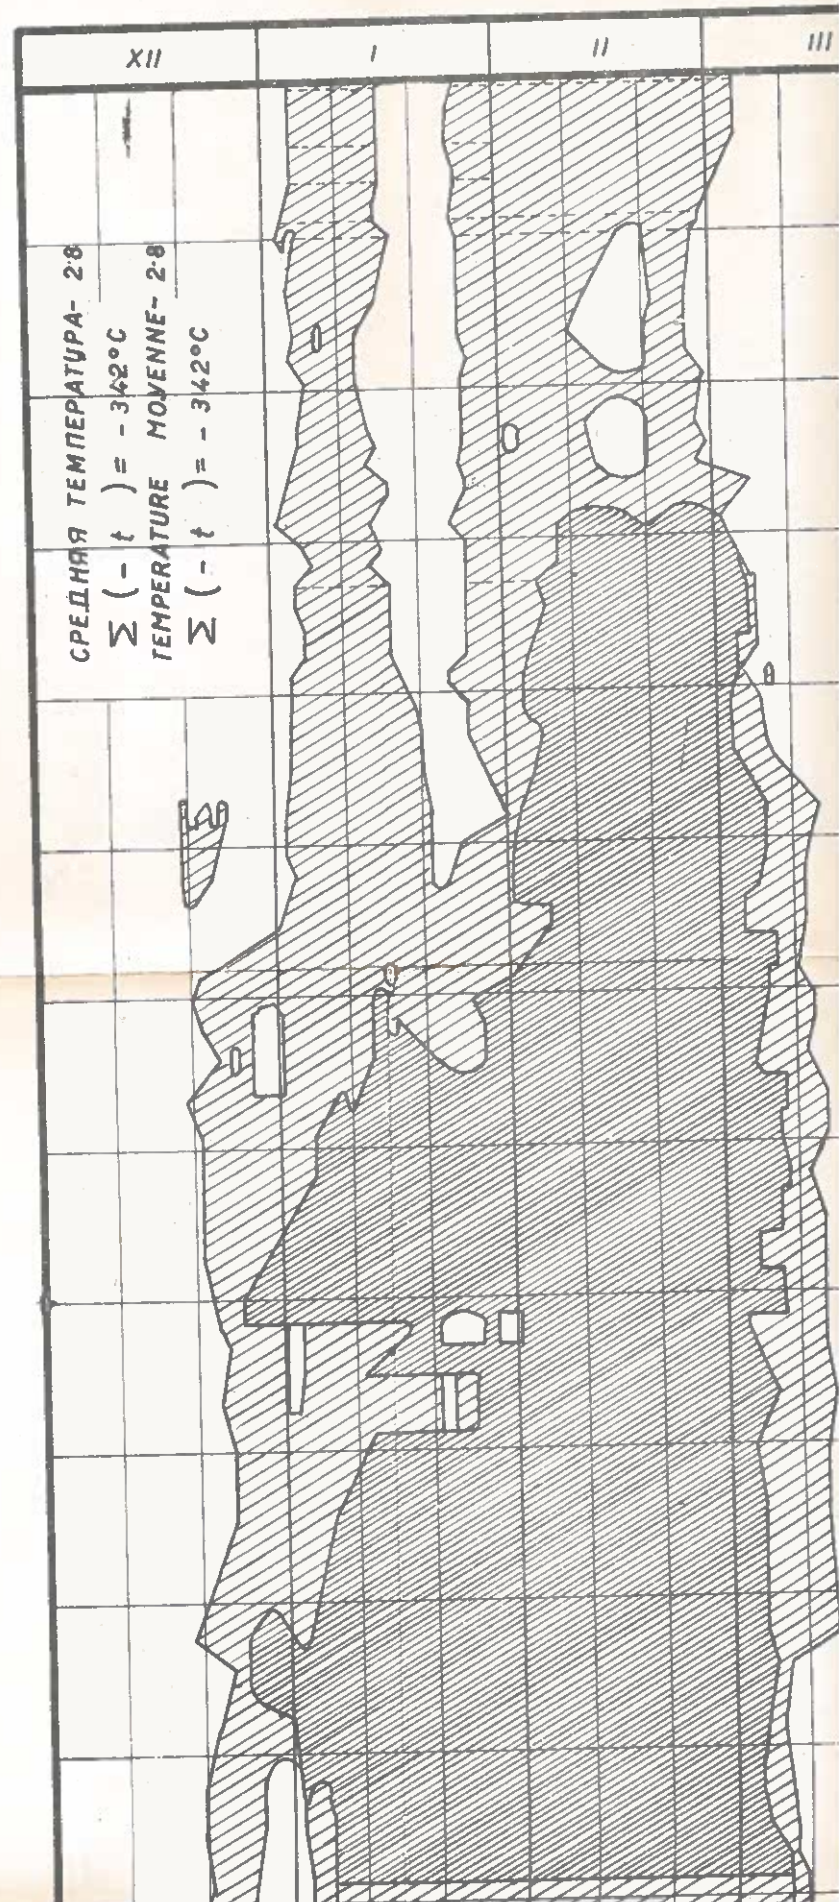 XII I II III
СРЕДНЯЯ ТЕМПЕРАТУРА- 2·8
Σ (- t ) = - 342°C
TEMPERATURE MOYENNE- 2·8
Σ (- t ) = - 342°C